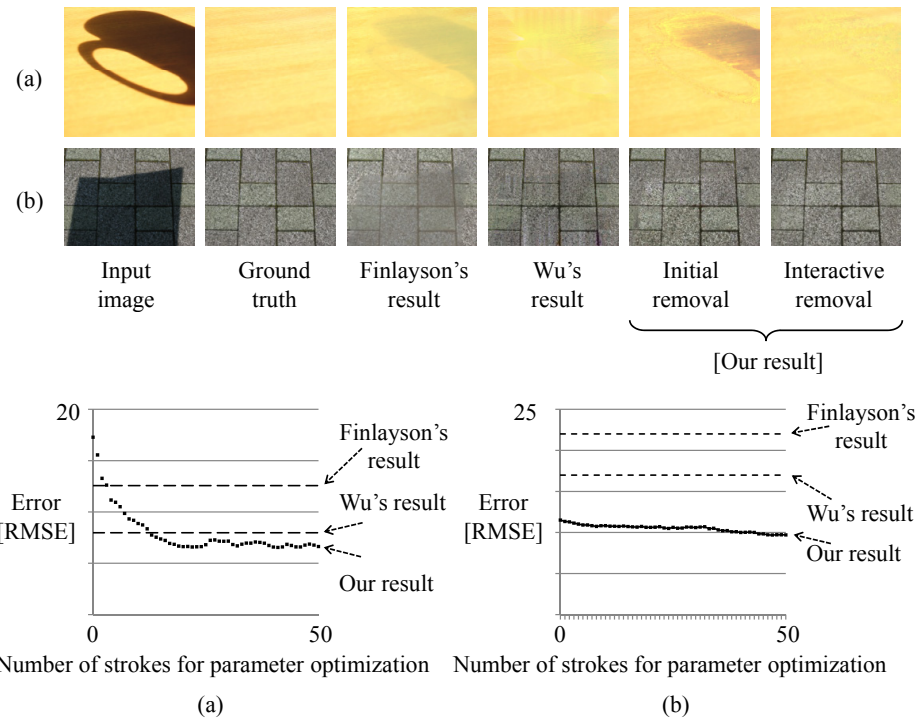 (a)
(b)
Input
image
Ground
truth
Finlayson's
result
Wu's
result
Initial
removal
Interactive
removal
[Our result]
20
Error
[RMSE]
Finlayson's
result
Wu's result
Our result
0
50
Number of strokes for parameter optimization
(a)
25
Error
[RMSE]
Finlayson's
result
Wu's result
Our result
0
50
Number of strokes for parameter optimization
(b)